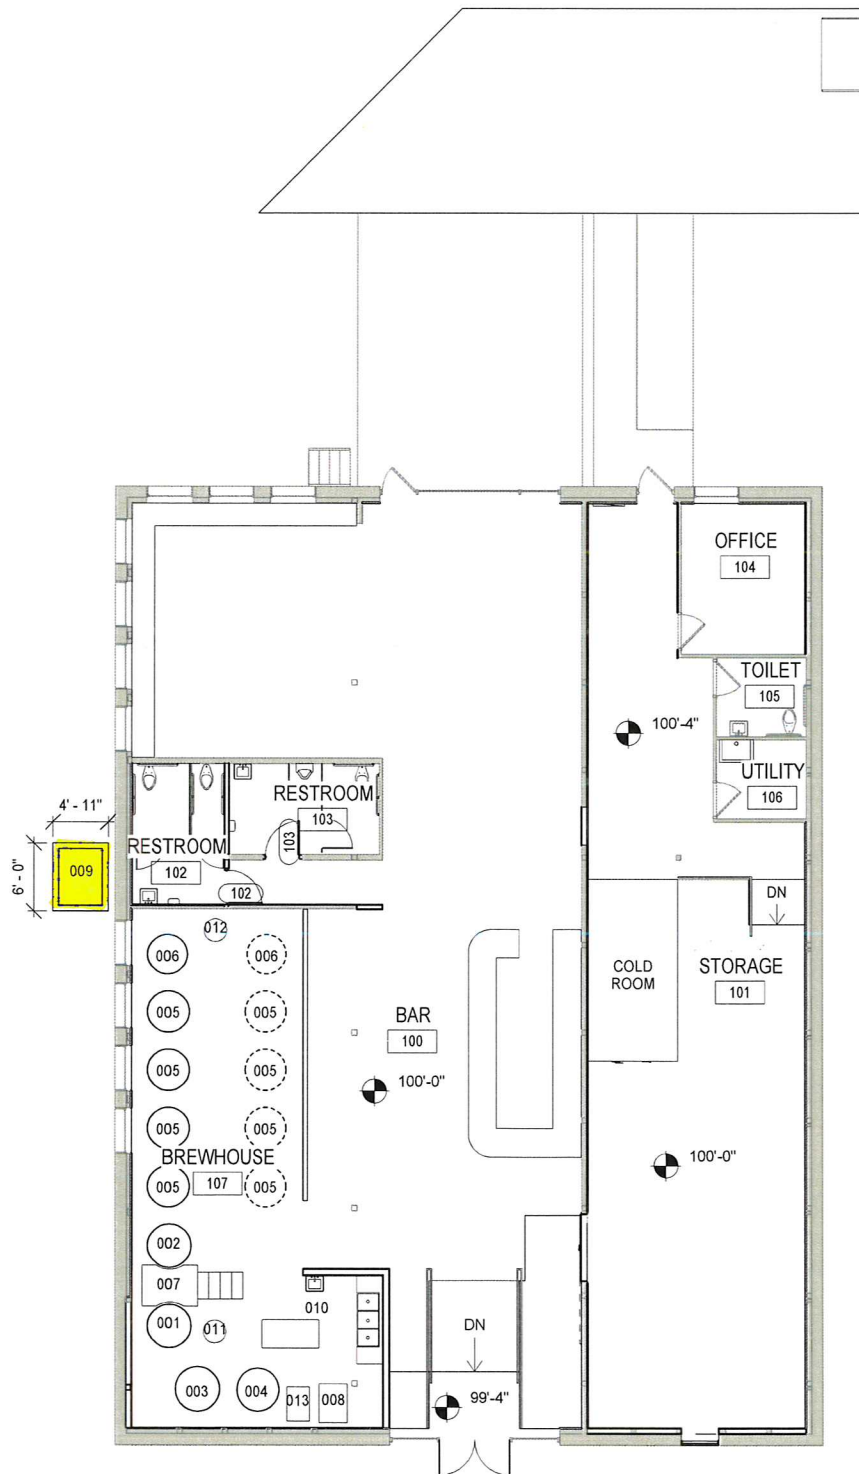 OFFICE
104
TOILET
105
100'-4"
UTILITY
106
4' - 11"
6' - 0"
009
RESTROOM
103
103
RESTROOM
102
102
DN
012
006
006
COLD
ROOM
STORAGE
101
005
005
BAR
100
005
005
100'-0"
005
005
BREWHOUSE
107
100'-0"
005
005
002
007
010
001
011
DN
003
004
013
008
99'-4"